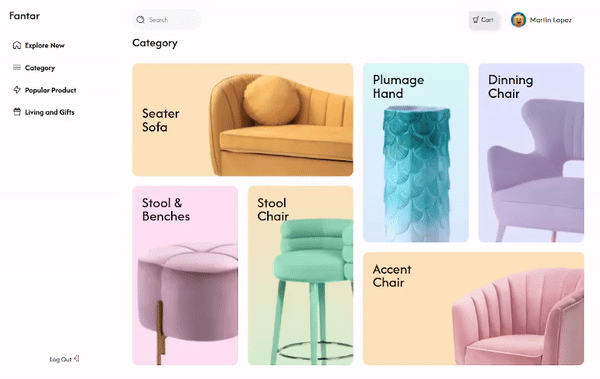 Fantar
Search
Cart
Martin Lopez
Explore New
Category
Popular Product
Living and Gifts
Log Out
Category
Seater
Sofa
Plumage
Hand
Dinning
Chair
Stool &
Benches
Stool
Chair
Accent
Chair